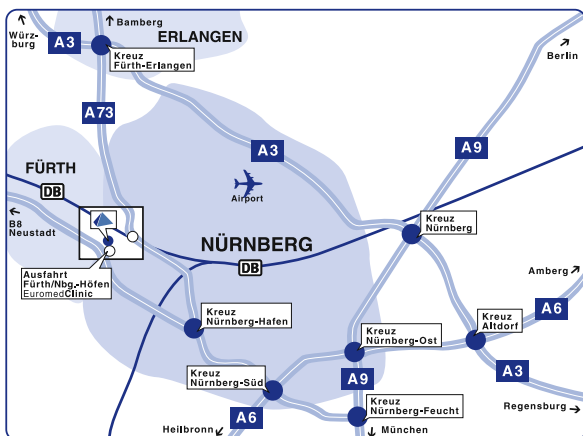 Würz-
burg
A3
Bamberg
ERLANGEN
Kreuz
Fürth-Erlangen
Berlin
A73
A3
A9
FÜRTH
DB
Airport
B8
Neustadt
Kreuz
Nürnberg
NÜRNBERG
DB
Ausfahrt
Fürth/Nbg.-Höfen
EuromedClinic
Amberg
Kreuz
Nürnberg-Hafen
Kreuz
Altdorf
A6
Kreuz
Nürnberg-Ost
Kreuz
Nürnberg-Süd
A9
A3
Kreuz
Nürnberg-Feucht
Regensburg
A6
Heilbronn
München